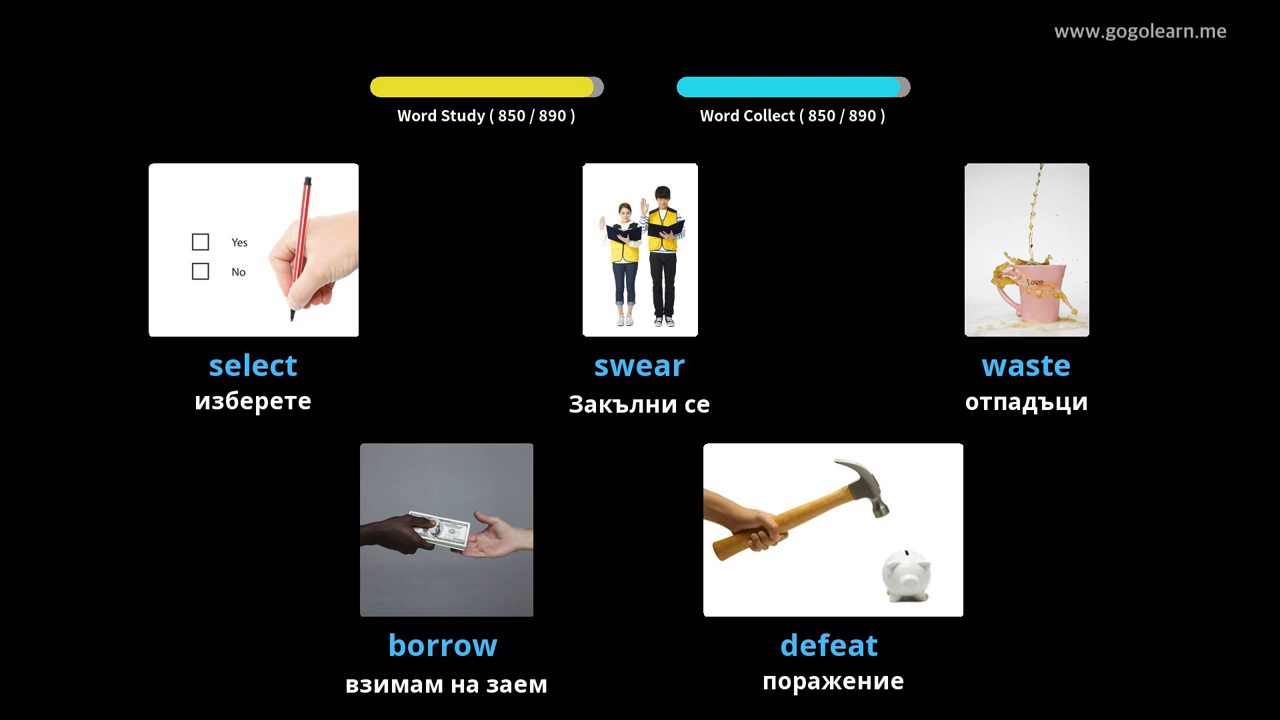 www.gogolearn.me
Word Study ( 850 / 890 )
Word Collect ( 850 / 890 )
Yes
No
Love
select
swear
waste
изберете
Закълни се
отпадъци
borrow
defeat
взимам на заем
поражение